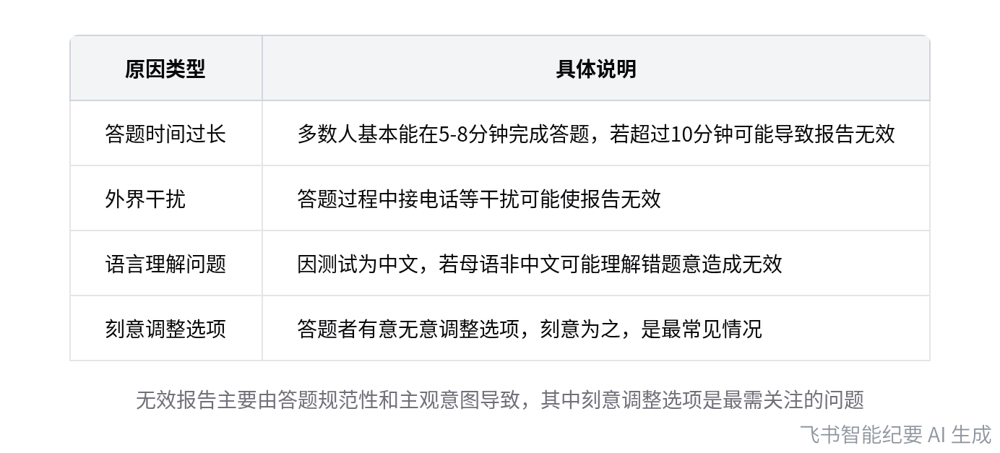 原因类型 具体说明
答题时间过长 多数人基本能在5-8分钟完成答题，若超过10分钟可能导致报告无效
外界干扰 答题过程中接电话等干扰可能使报告无效
语言理解问题 因测试为中文，若母语非中文可能理解错题意造成无效
刻意调整选项 答题者有意无意调整选项，刻意为之，是最常见情况
无效报告主要由答题规范性和主观意图导致，其中刻意调整选项是最需关注的问题
飞书智能纪要 AI 生成